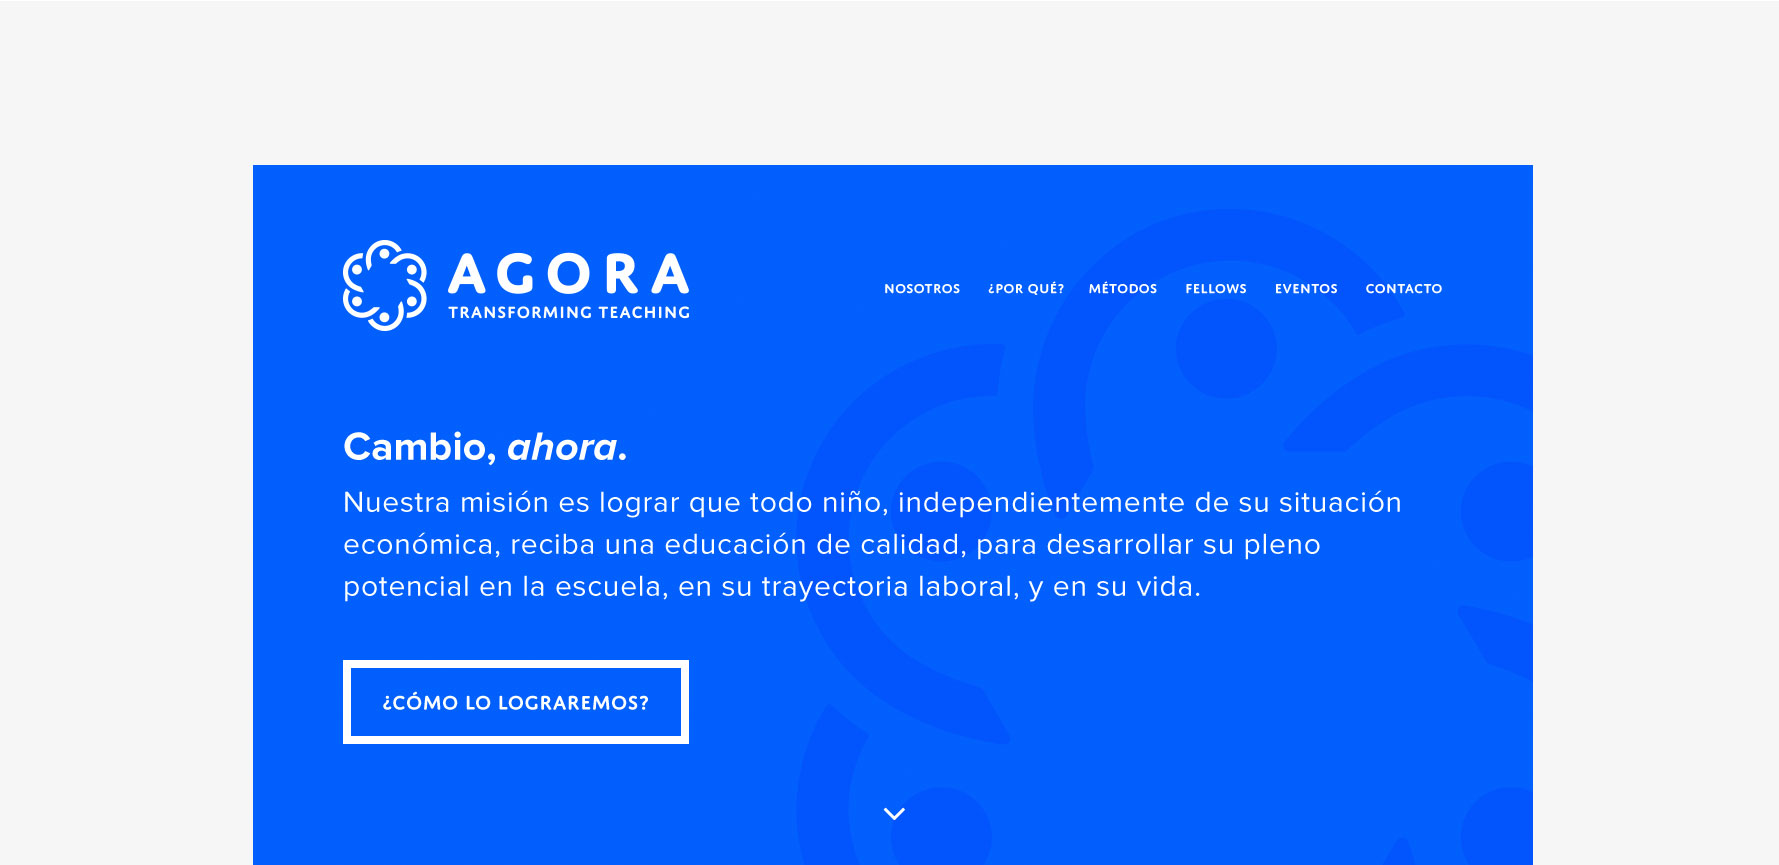 AGORA
TRANSFORMING TEACHING
NOSOTROS ¿POR QUÉ? MÉTODOS FELLOWS EVENTOS CONTACTO
Cambio, ahora.
Nuestra misión es lograr que todo niño, independientemente de su situación
económica, reciba una educación de calidad, para desarrollar su pleno
potencial en la escuela, en su trayectoria laboral, y en su vida.
¿CÓMO LO LOGRAREMOS?